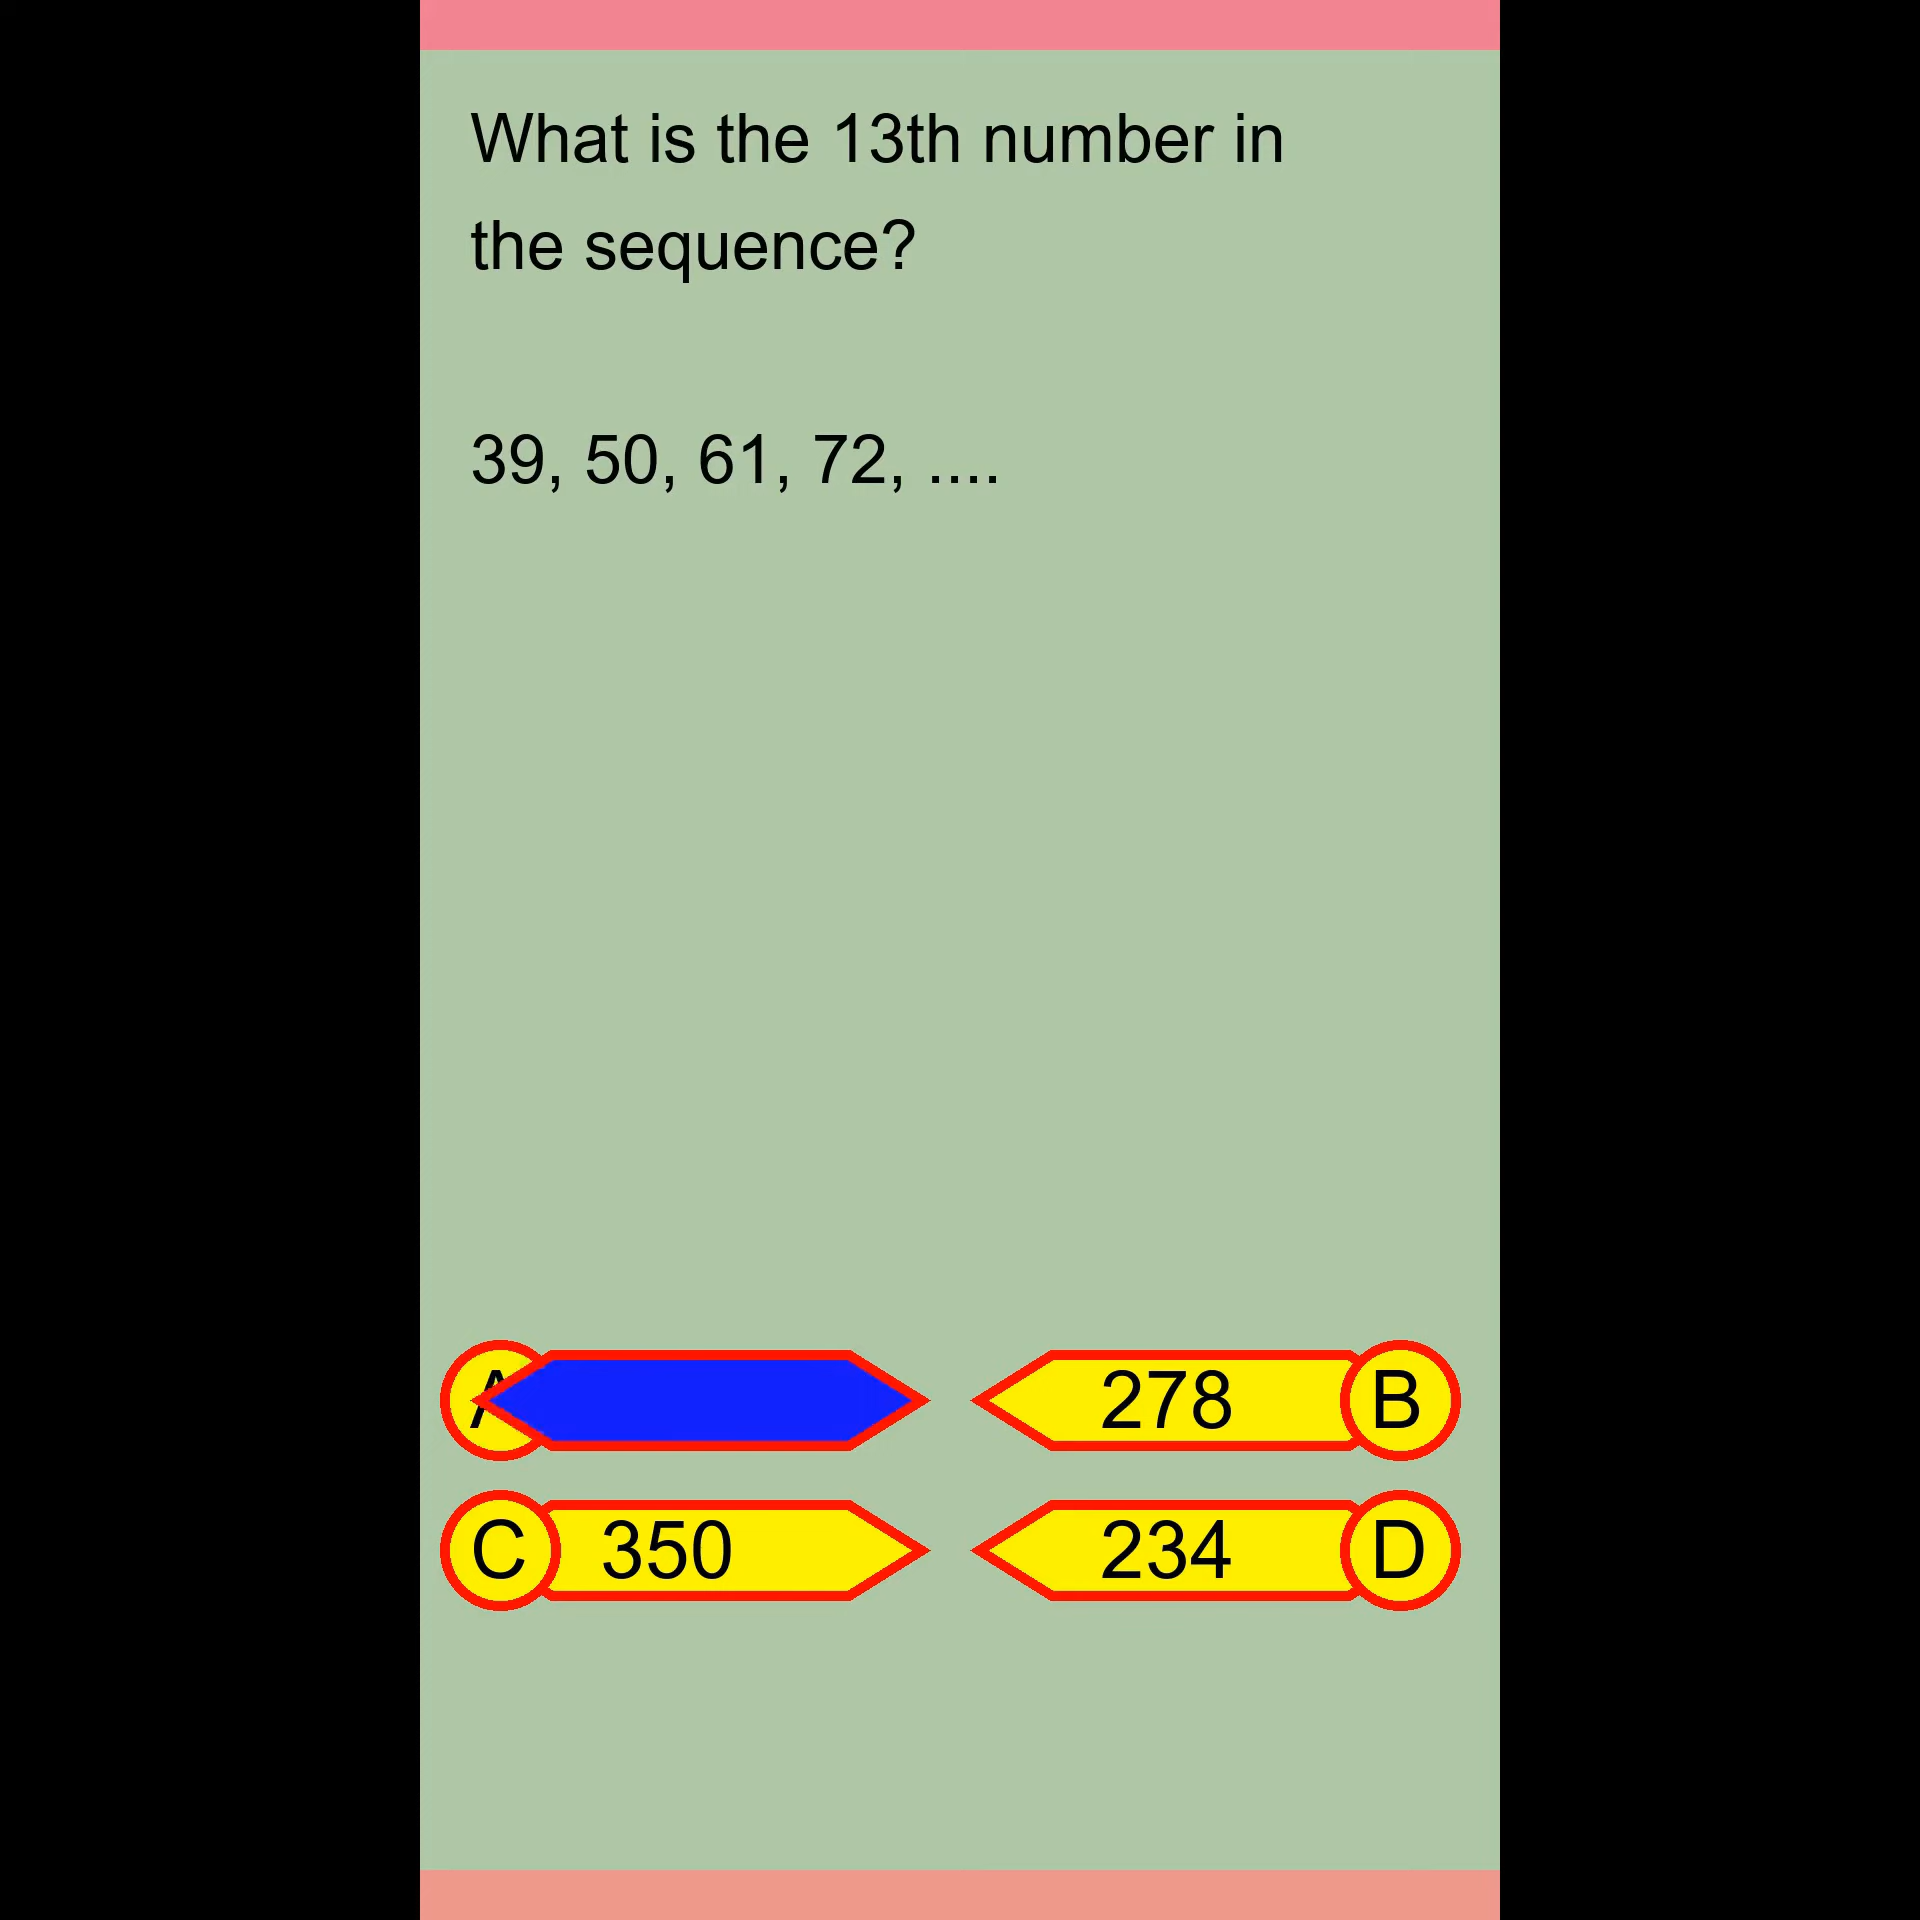 What is the 13th number in
the sequence?
39, 50, 61, 72, ....
A
278 B
C 350
234 D